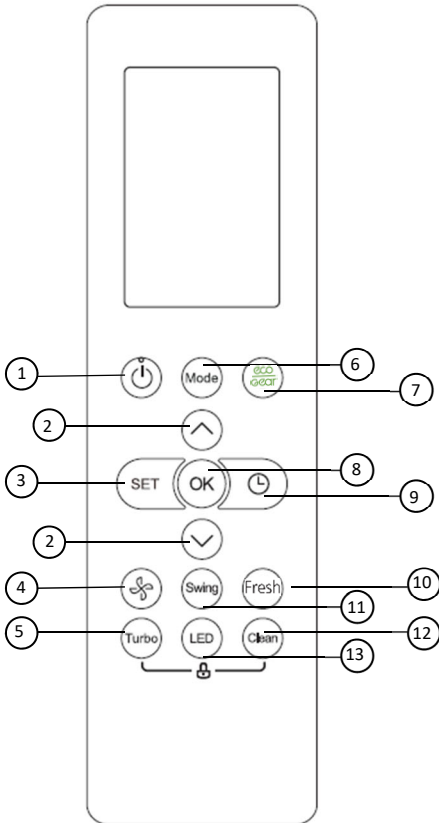 1
Mode
eco
Gear
6
7
2
3
SET
OK
8
9
2
4
Swing
Fresh
10
11
5
Turbo
LED
Clean
12
13